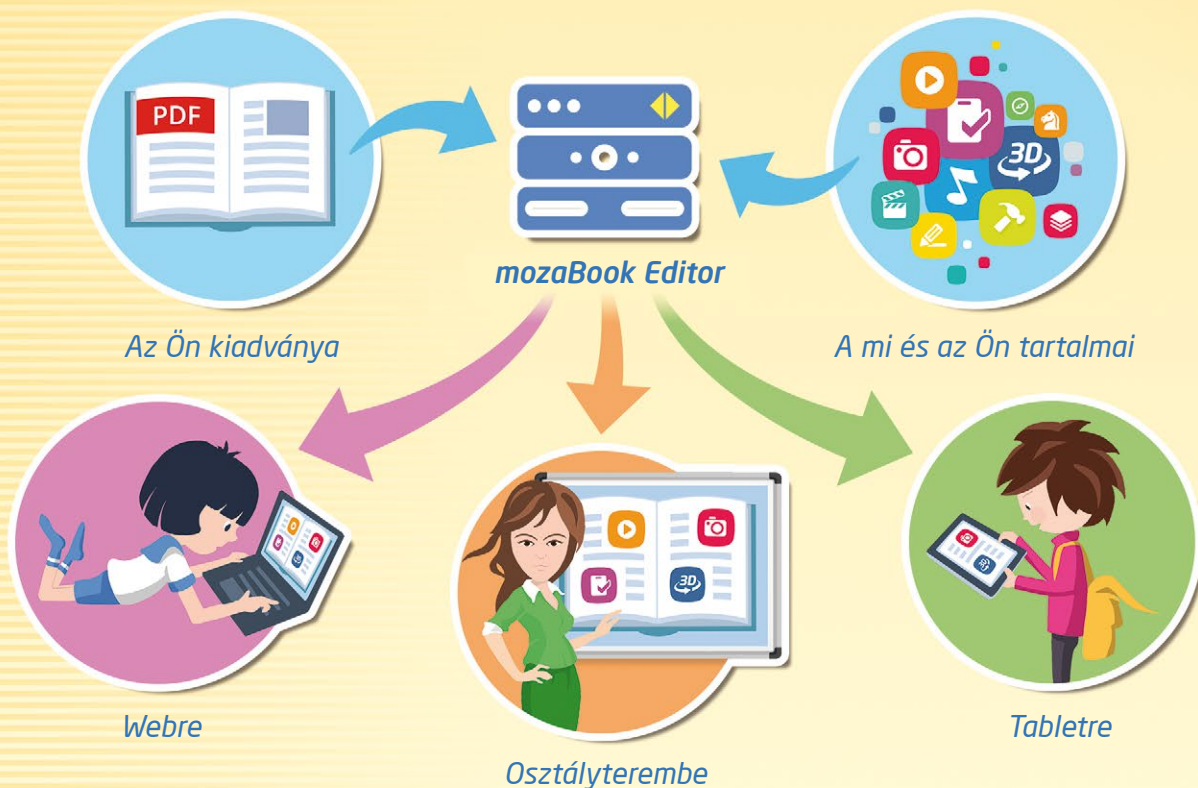 PDF
3D
mozaBook Editor
Az Ön kiadványa
A mi és az Ön tartalmai
3D
Webre
Osztályterembe
Tabletre